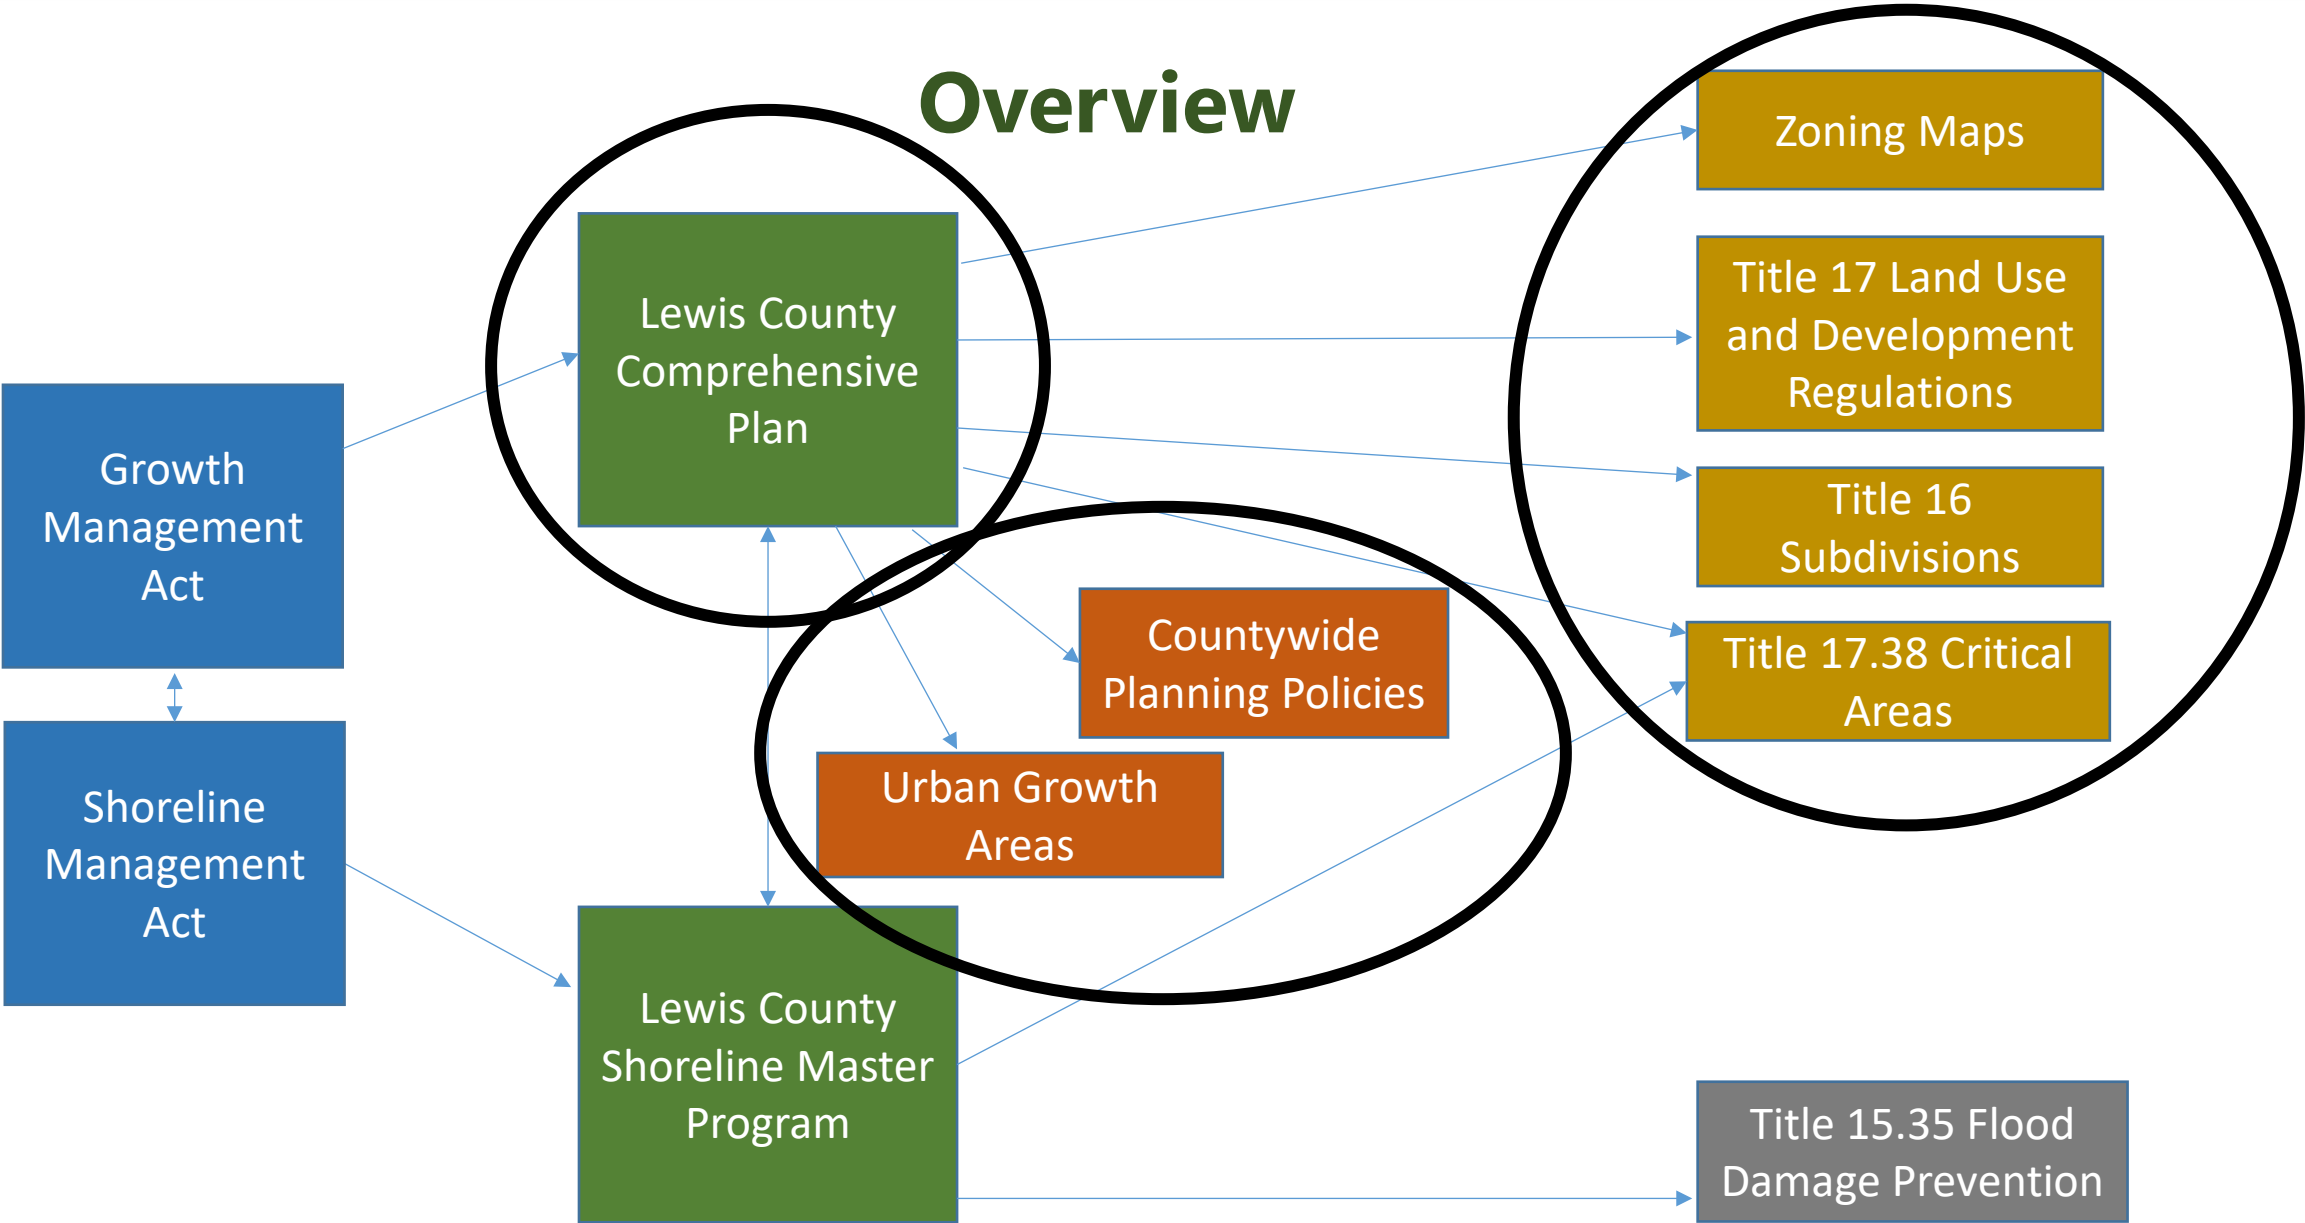 Overview
Growth
Management
Act
Shoreline
Management
Act
Lewis County
Comprehensive
Plan
Lewis County
Shoreline Master
Program
Countywide
Planning Policies
Urban Growth
Areas
Zoning Maps
Title 17 Land Use
and Development
Regulations
Title 16
Subdivisions
Title 17.38 Critical
Areas
Title 15.35 Flood
Damage Prevention